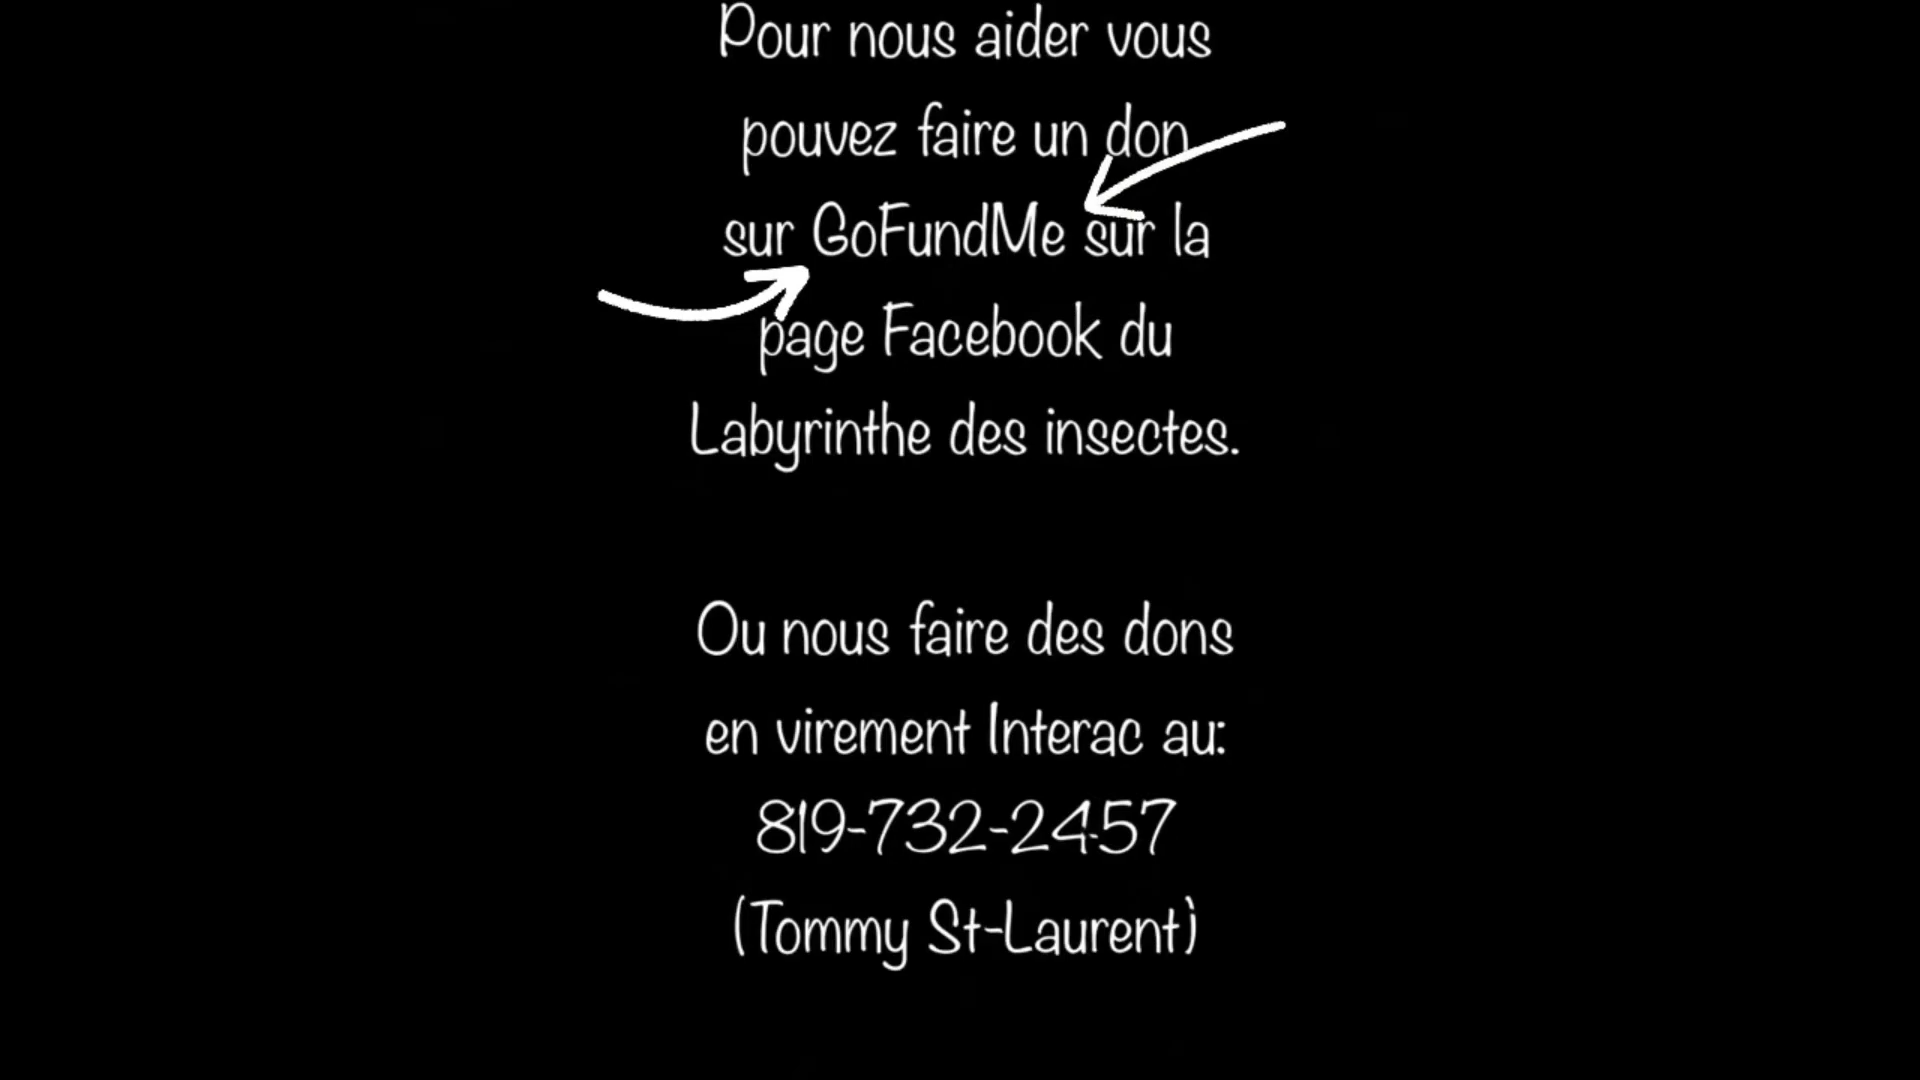 Pour nous aider vous
pouvez faire un don
sur GoFundMe sur la
page Facebook du
Labyrinthe des insectes.
Ou nous faire des dons
en virement Interac au:
819-732-2457
(Tommy St-Laurent)